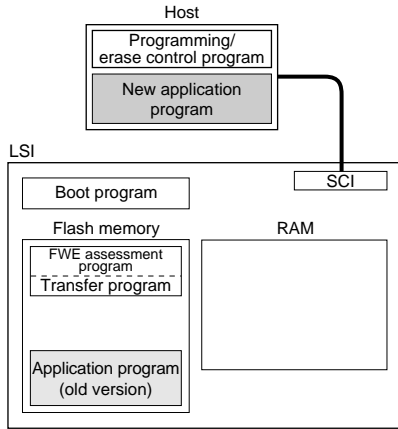 Host
Programming/
erase control program
New application
program
LSI
SCI
Boot program
Flash memory
RAM
FWE assessment
program
Transfer program
Application program
(old version)